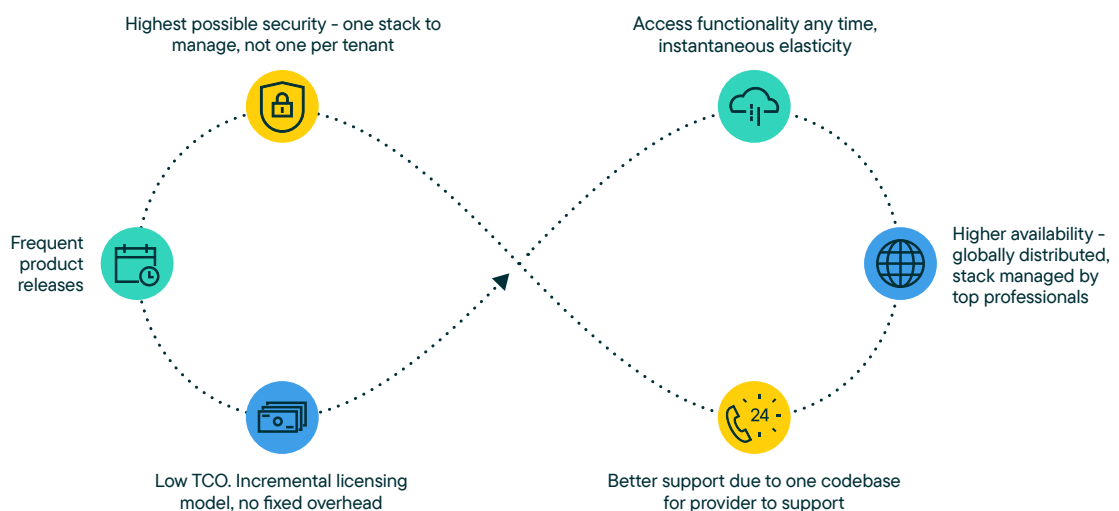 Highest possible security - one stack to
manage, not one per tenant
Access functionality any time,
instantaneous elasticity
Frequent
product
releases
Higher availability -
globally distributed,
stack managed by
top professionals
24
Low TCO. Incremental licensing
model, no fixed overhead
Better support due to one codebase
for provider to support